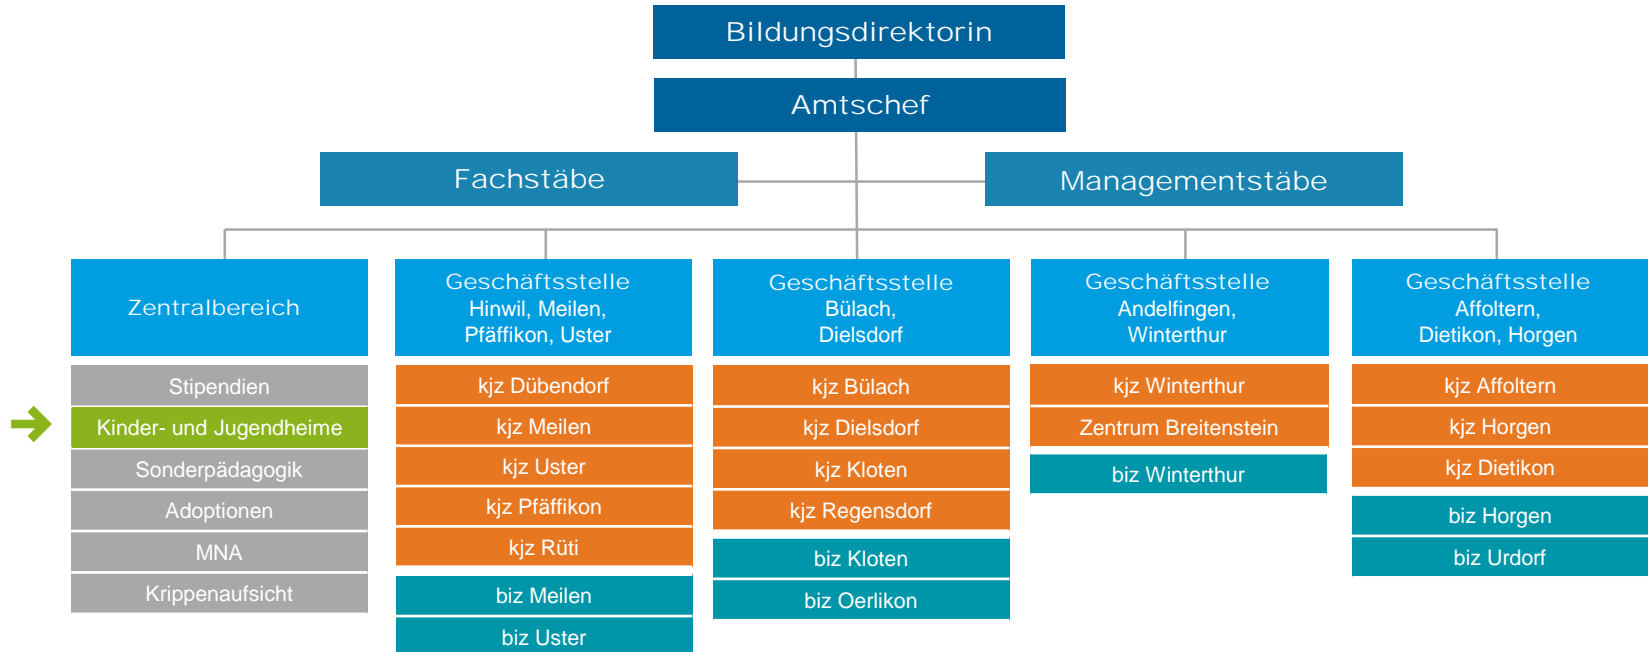 Bildungsdirektorin
Amtschef
Fachstäbe
Managementstäbe
Zentralbereich
Stipendien
Kinder- und Jugendheime
Sonderpädagogik
Adoptionen
MNA
Krippenaufsicht
Geschäftsstelle
Hinwil, Meilen,
Pfäffikon, Uster
kjz Dübendorf
kjz Meilen
kjz Uster
kjz Pfäffikon
kjz Rüti
biz Meilen
biz Uster
Geschäftsstelle
Bülach,
Dielsdorf
kjz Bülach
kjz Dielsdorf
kjz Kloten
kjz Regensdorf
biz Kloten
biz Oerlikon
Geschäftsstelle
Andelfingen,
Winterthur
kjz Winterthur
Zentrum Breitenstein
biz Winterthur
Geschäftsstelle
Affoltern,
Dietikon, Horgen
kjz Affoltern
kjz Horgen
kjz Dietikon
biz Horgen
biz Urdorf